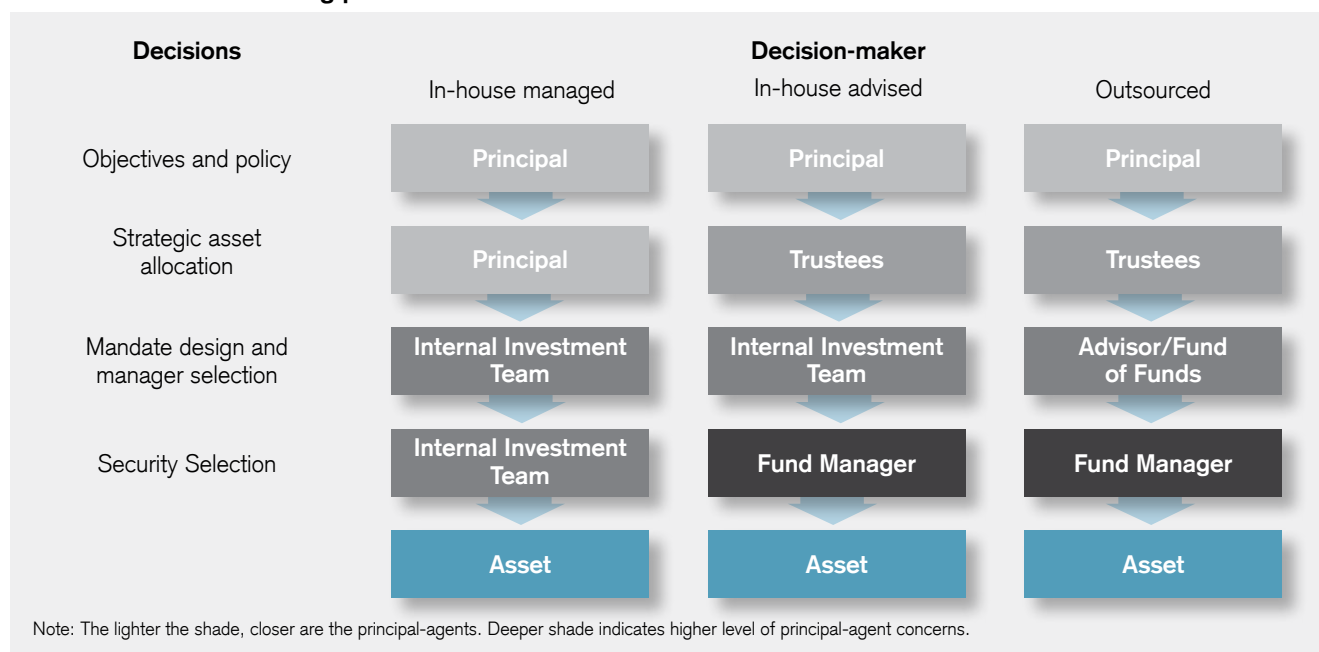 Decisions
Decision-maker
In-house managed
In-house advised
Outsourced
Objectives and policy
Principal
Principal
Principal
Strategic asset
allocation
Principal
Trustees
Trustees
Mandate design and
manager selection
Internal Investment
Team
Internal Investment
Team
Advisor/Fund
of Funds
Security Selection
Internal Investment
Team
Fund Manager
Fund Manager
Asset
Asset
Asset
Note: The lighter the shade, closer are the principal-agents. Deeper shade indicates higher level of principal-agent concerns.